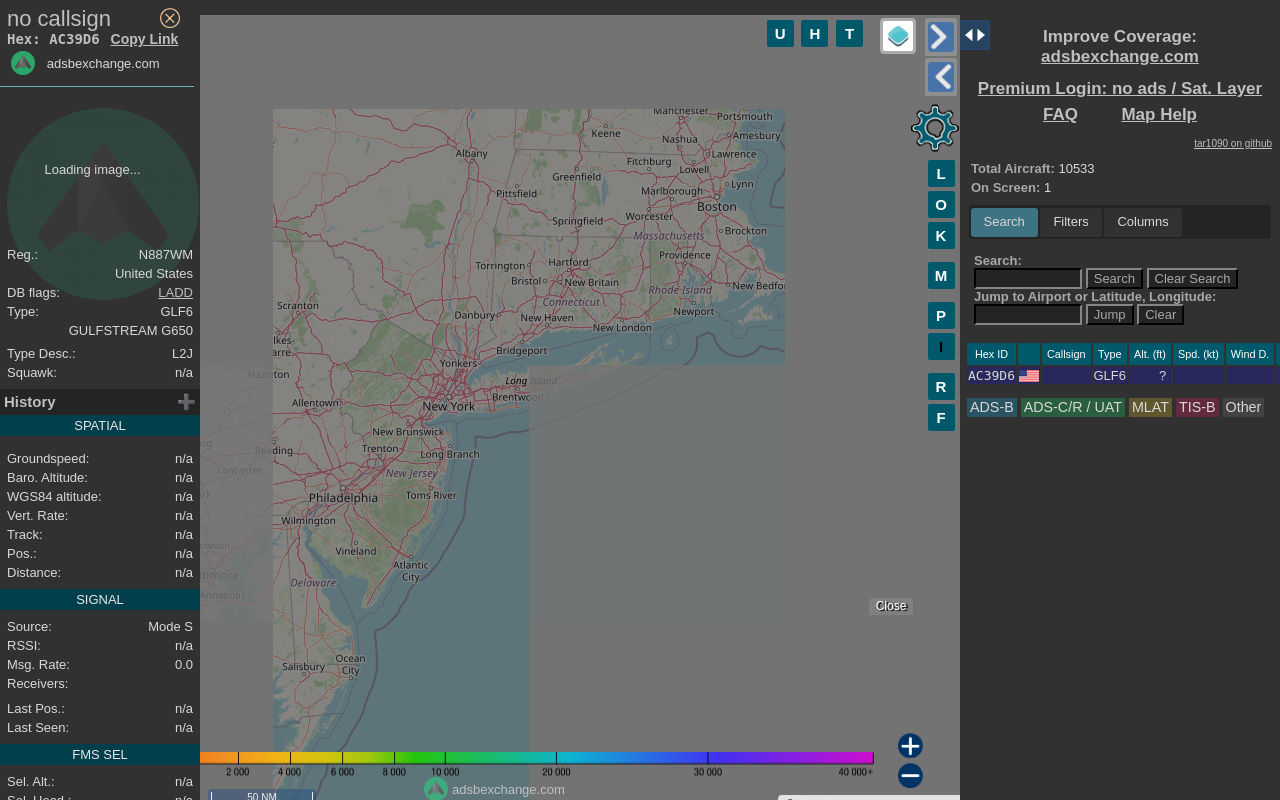 no callsign
Hex: AC39D6 Copy Link
adsbexchange.com
Loading image...
Reg.: N887WM
United States
DB flags: LADD
Type: GLF6
GULFSTREAM G650
Type Desc.: L2J
Squawk: n/a
History
SPATIAL
Groundspeed: n/a
Baro. Altitude: n/a
WGS84 altitude: n/a
Vert. Rate: n/a
Track: n/a
Pos.: n/a
Distance: n/a
SIGNAL
Source: Mode S
RSSI: n/a
Msg. Rate: 0.0
Receivers:
Last Pos.: n/a
Last Seen: n/a
FMS SEL
Sel. Alt.: n/a
Sel. Head.: n/a
U H T
L
O
K
M
P
I
R
F
Manchester
Portsmouth
Keene
Nashua
Amesbury
Albany
Fitchburg
Lawrence
Lowell
Greenfield
Pittsfield
Marlborough
Lynn
Boston
Worcester
Springfield
Brockton
Massachusetts
Providence
Torrington
Hartford
Bristol
New Britain
Rhode Island
New Bedfor
Connecticut
Scranton
Danbury
New Haven
Newport
New London
lkes-
arre
Bridgeport
Yonkers
Hazleton
Long Island
Brentwood
Allentown
New York
New Brunswick
Reading
Trenton
Long Branch
Lancaster
New Jersey
Philadelphia
Toms River
Wilmington
Vineland
Atlantic
City
Delaware
Annapolis
Ocean
City
Salisbury
Close
2 000 4 000 6 000 8 000 10 000 20 000 30 000 40 000+
adsbexchange.com
50 NM
Improve Coverage:
adsbexchange.com
Premium Login: no ads / Sat. Layer
FAQ Map Help
tar1090 on github
Total Aircraft: 10533
On Screen: 1
Search Filters Columns
Search:
Search Clear Search
Jump to Airport or Latitude, Longitude:
Jump Clear
Hex ID Callsign Type Alt. (ft) Spd. (kt) Wind D.
AC39D6 GLF6 ?
ADS-B ADS-C/R / UAT MLAT TIS-B Other